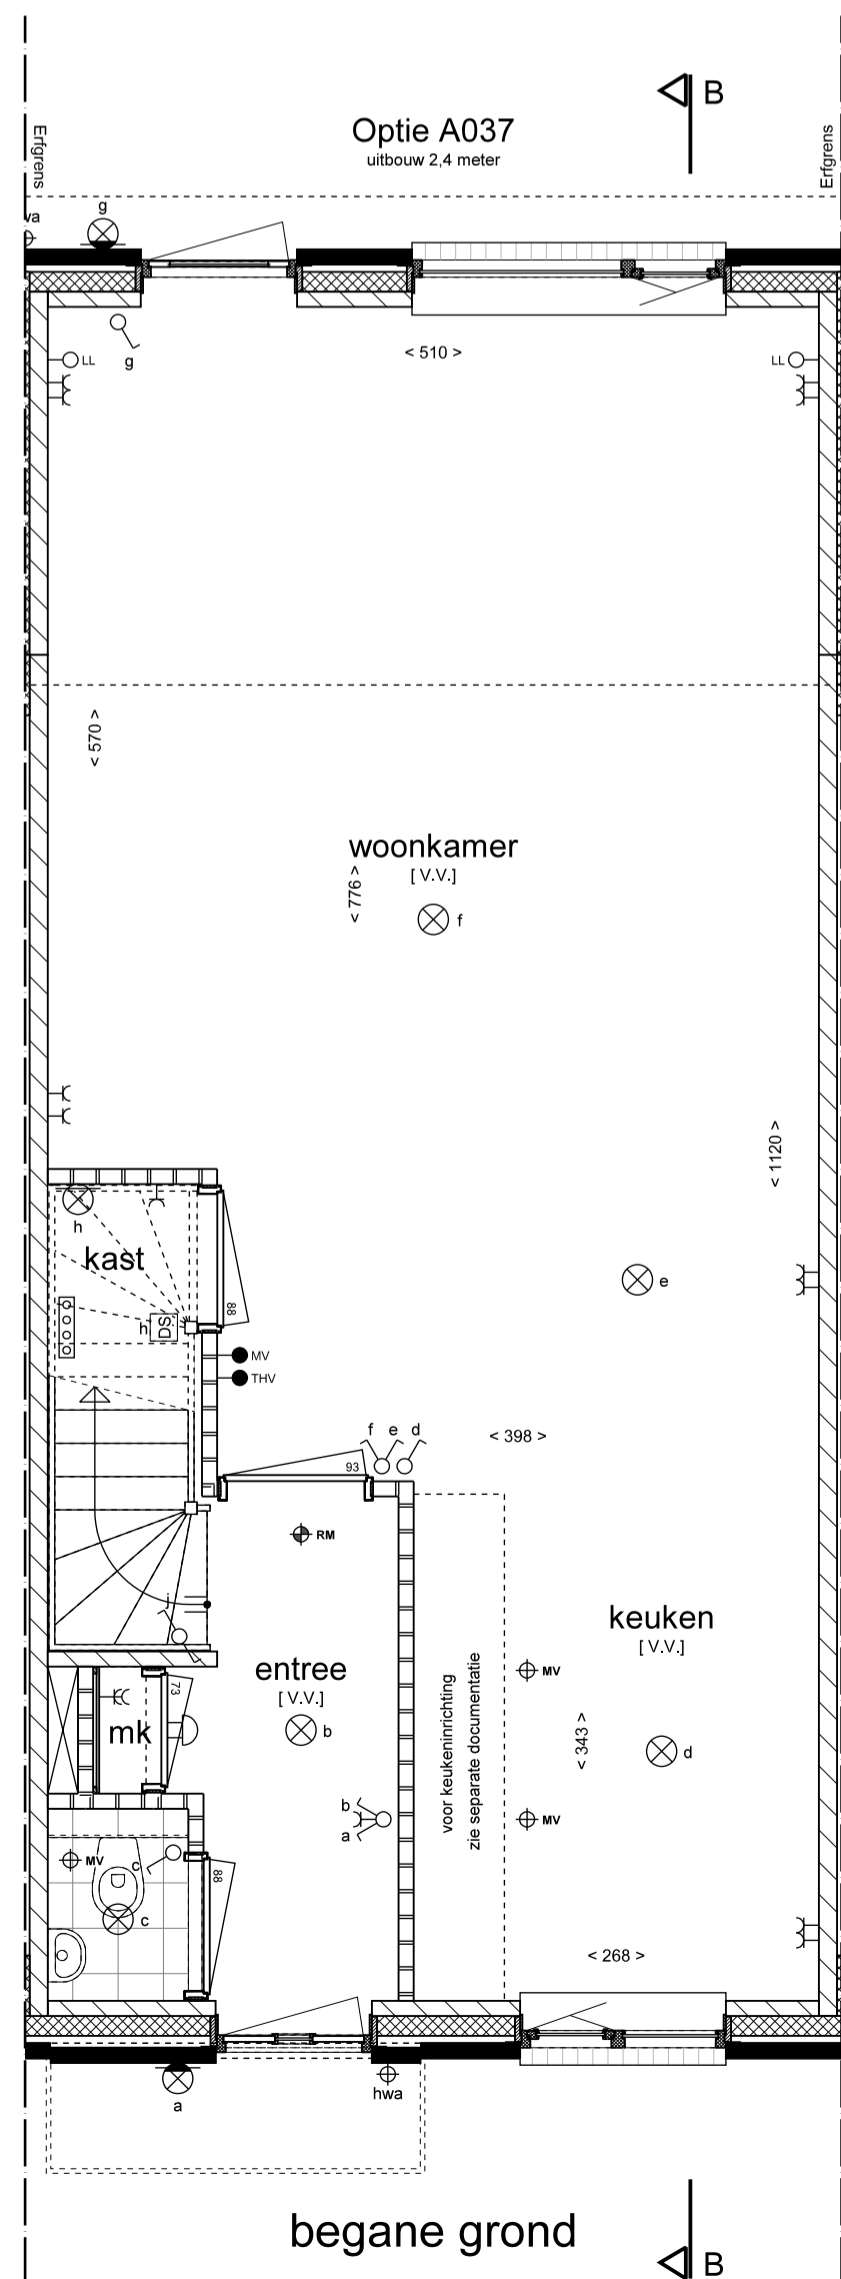 B
Optie A037
uitbouw 2,4 meter
Erfgrens
Erfgrens
g
g
< 510 >
LL
LL
< 570 >
woonkamer
[ V.V.]
< 776 >
f
< 1120 >
h
kast
e
88
h
DS
MV
THV
f e d
< 398 >
93
RM
j
keuken
[ V.V.]
entree
[ V.V.]
MV
voor keukeninrichting
zie separate documentatie
73
mk
b
< 343 >
d
b
a
MV
MV
c
88
c
< 268 >
a
hwa
begane grond
B